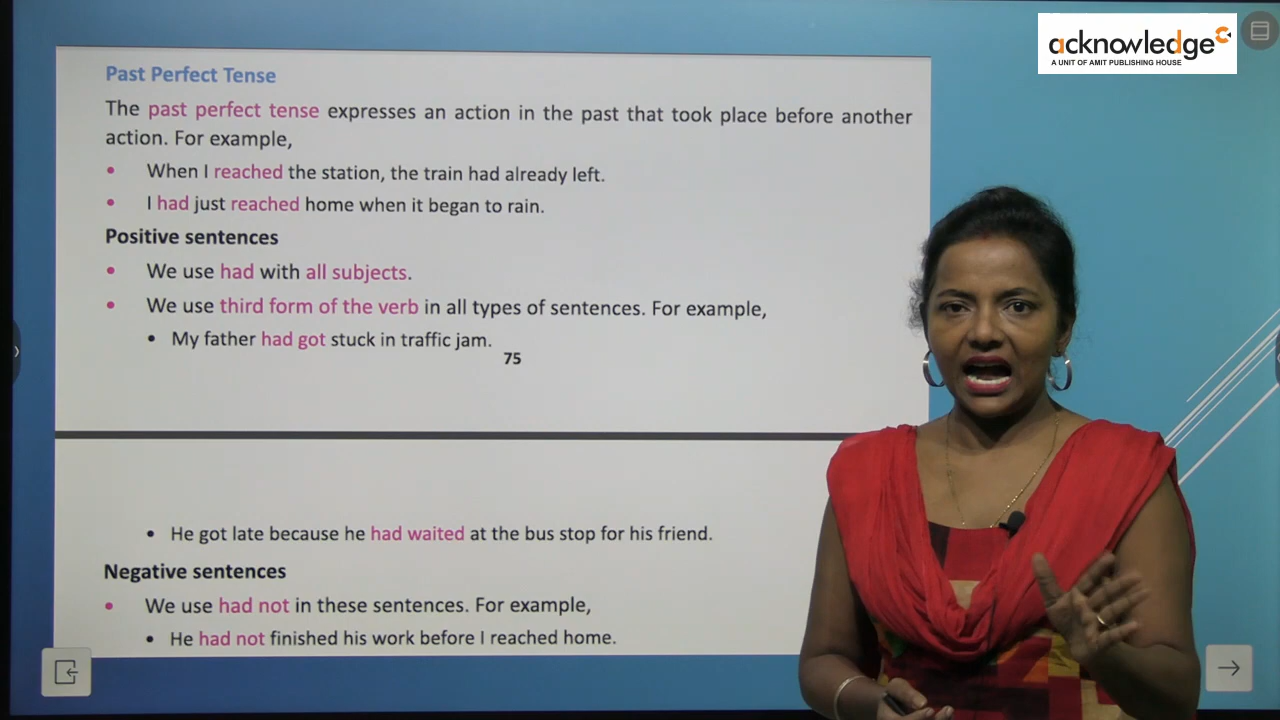 acknowledge
A UNIT OF AMIT PUBLISHING HOUSE
Past Perfect Tense
The past perfect tense expresses an action in the past that took place before another
action. For example,
• When I reached the station, the train had already left.
• I had just reached home when it began to rain.
Positive sentences
• We use had with all subjects.
• We use third form of the verb in all types of sentences. For example,
• My father had got stuck in traffic jam.
75
• He got late because he had waited at the bus stop for his friend.
Negative sentences
• We use had not in these sentences. For example,
• He had not finished his work before I reached home.